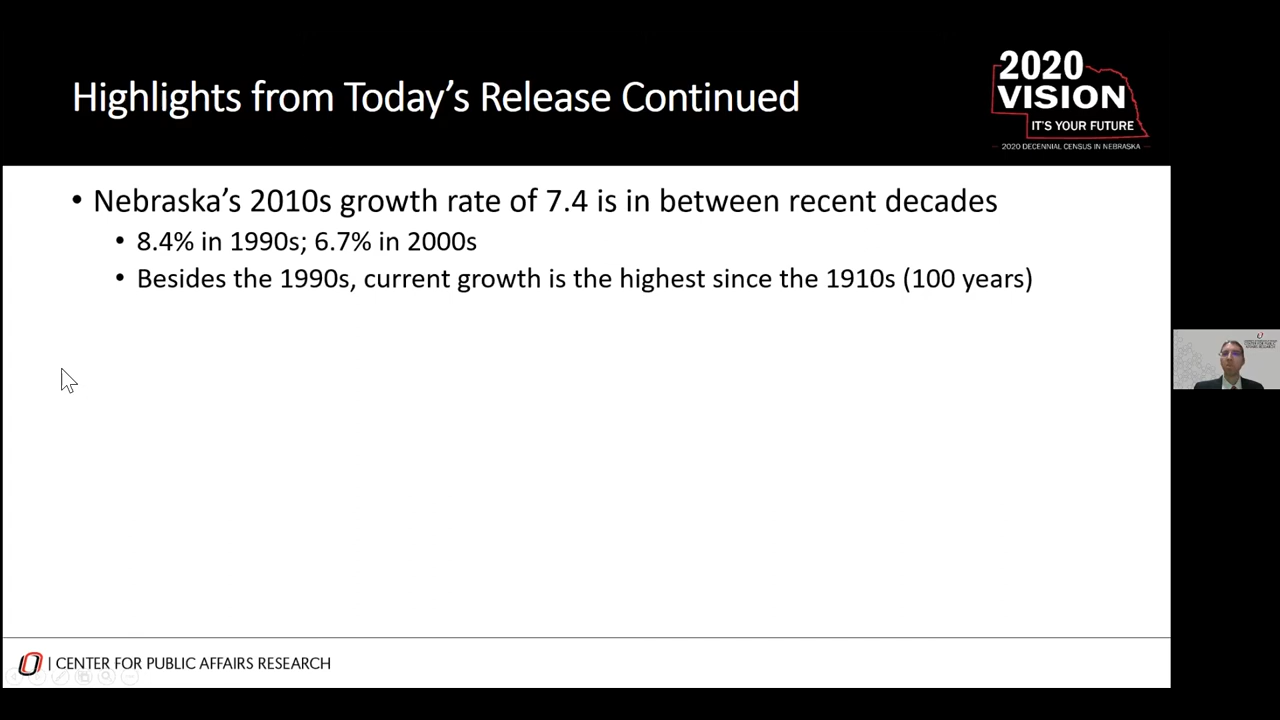 Highlights from Today's Release Continued
2020
VISION
IT'S YOUR FUTURE
2020 DECENNIAL CENSUS IN NEBRASKA
• Nebraska's 2010s growth rate of 7.4 is in between recent decades
• 8.4% in 1990s; 6.7% in 2000s
• Besides the 1990s, current growth is the highest since the 1910s (100 years)
O | CENTER FOR PUBLIC AFFAIRS RESEARCH